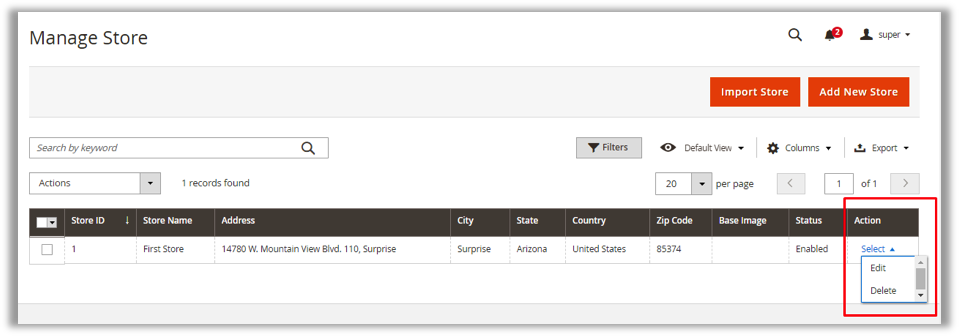 Manage Store
2
super
Import Store Add New Store
Search by keyword
Filters Default View Columns Export
Actions 1 records found 20 per page 1 of 1
Store ID ↓ Store Name Address City State Country Zip Code Base Image Status Action
1 First Store 14780 W. Mountain View Blvd. 110, Surprise Surprise Arizona United States 85374 Enabled Select
Edit
Delete